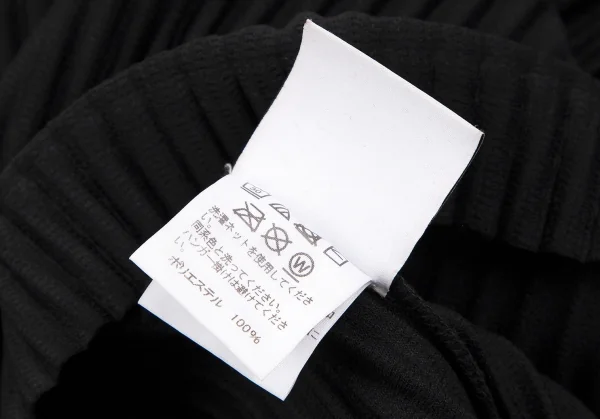 W
洗濯ネットを使用してくださ
い。
同系色と洗ってください。
ハンガー掛けは避けてくださ
い。
ポリエステル 100%
に